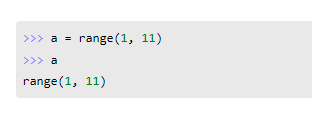 >>> a = range(1, 11)
>>> a
range(1, 11)